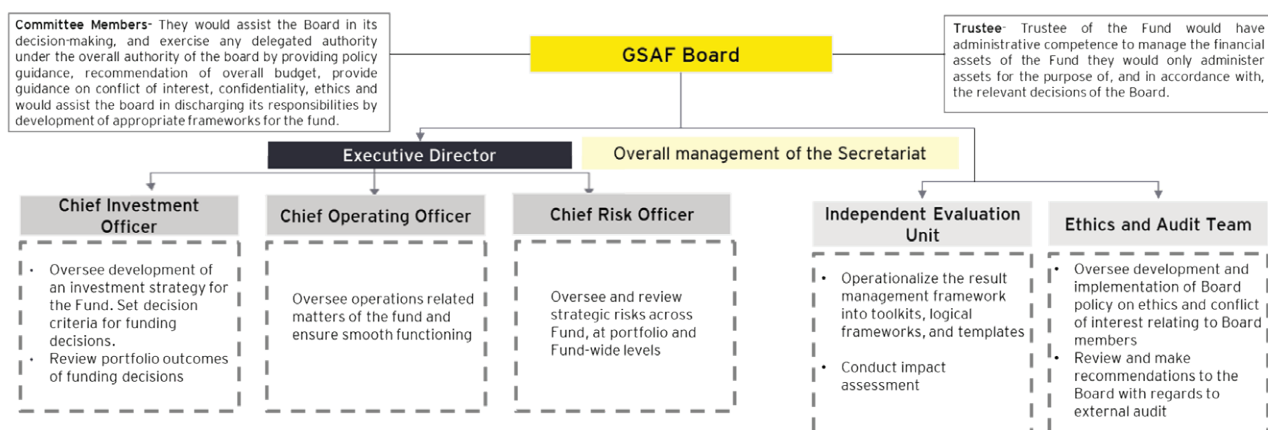 Committee Members- They would assist the Board in its
decision-making, and exercise any delegated authority
under the overall authority of the board by providing policy
guidance, recommendation of overall budget, provide
guidance on conflict of interest, confidentiality, ethics and
would assist the board in discharging its responsibilities by
development of appropriate frameworks for the fund.
GSAF Board
Trustee- Trustee of the Fund would have
administrative competence to manage the financial
assets of the Fund they would only administer
assets for the purpose of, and in accordance with,
the relevant decisions of the Board.
Executive Director
Overall management of the Secretariat
Chief Investment
Officer
• Oversee development of
an investment strategy for
the Fund. Set decision
criteria for funding
decisions.
• Review portfolio outcomes
of funding decisions
Chief Operating Officer
Oversee operations related
matters of the fund and
ensure smooth functioning
Chief Risk Officer
Oversee and review
strategic risks across
Fund, at portfolio and
Fund-wide levels
Independent Evaluation
Unit
• Operationalize the result
management framework
into toolkits, logical
frameworks, and templates
• Conduct impact
assessment
Ethics and Audit Team
• Oversee development and
implementation of Board
policy on ethics and conflict
of interest relating to Board
members
• Review and make
recommendations to the
Board with regards to
external audit